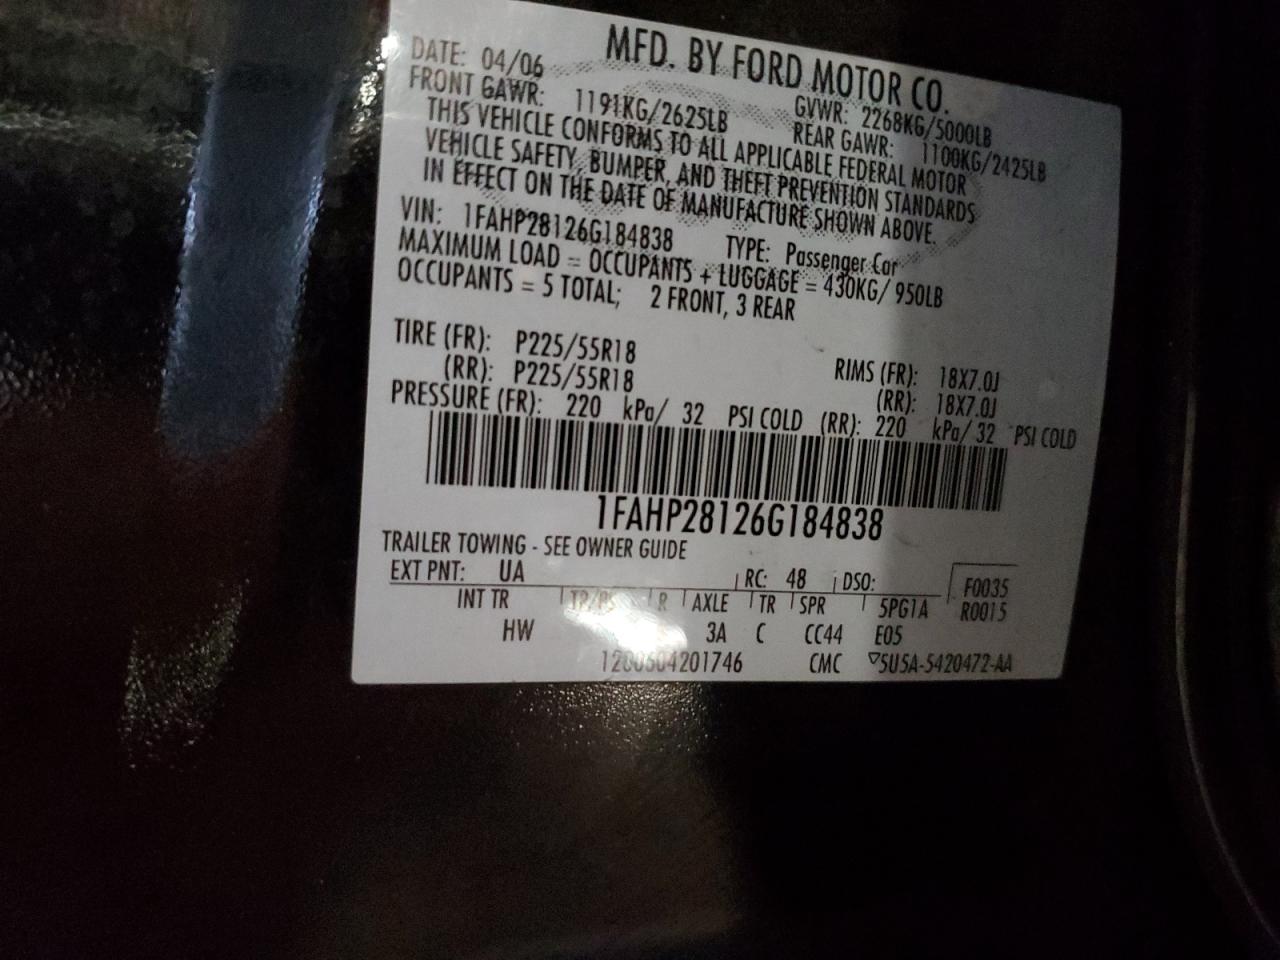 MFD. BY FORD MOTOR CO.
DATE: 04/06 GVWR: 2268KG/5000LB
FRONT GAWR: 1191KG/2625LB REAR GAWR: 1100KG/2425LB
THIS VEHICLE CONFORMS TO ALL APPLICABLE FEDERAL MOTOR
VEHICLE SAFETY, BUMPER, AND THEFT PREVENTION STANDARDS
IN EFFECT ON THE DATE OF MANUFACTURE SHOWN ABOVE.
VIN: 1FAHP28126G184838 TYPE: Passenger Car
MAXIMUM LOAD = OCCUPANTS + LUGGAGE = 430KG/ 950LB
OCCUPANTS = 5 TOTAL; 2 FRONT, 3 REAR
TIRE (FR): P225/55R18 RIMS (FR): 18X7.0J
(RR): P225/55R18 (RR): 18X7.0J
PRESSURE (FR): 220 kPa/ 32 PSI COLD (RR): 220 kPa/ 32 PSI COLD
1FAHP28126G184838
TRAILER TOWING - SEE OWNER GUIDE
EXT PNT: UA RC: 48 DSO: F0035
INT TR TP/PS R AXLE TR SPR 5PG1A R0015
HW 3A C CC44 E05
1200604201746 CMC ▽5U5A-5420472-AA